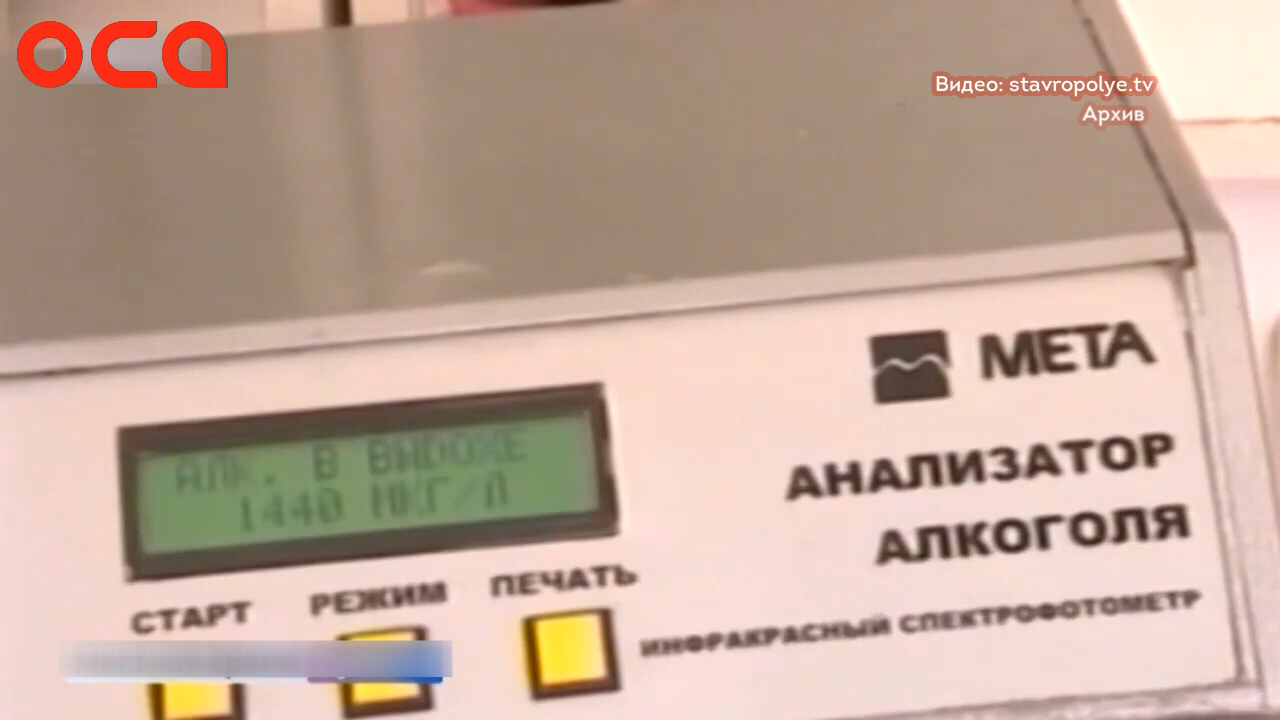 оса
Видео: stavropolye.tv
Архив
МЕТА
АНАЛИЗАТОР
АЛКОГОЛЯ
ИНФРАКРАСНЫЙ СПЕКТРОФОТОМЕТР
АЛК. В ВЫДОХЕ
1440 МКГ/Л
СТАРТ
РЕЖИМ
ПЕЧАТЬ